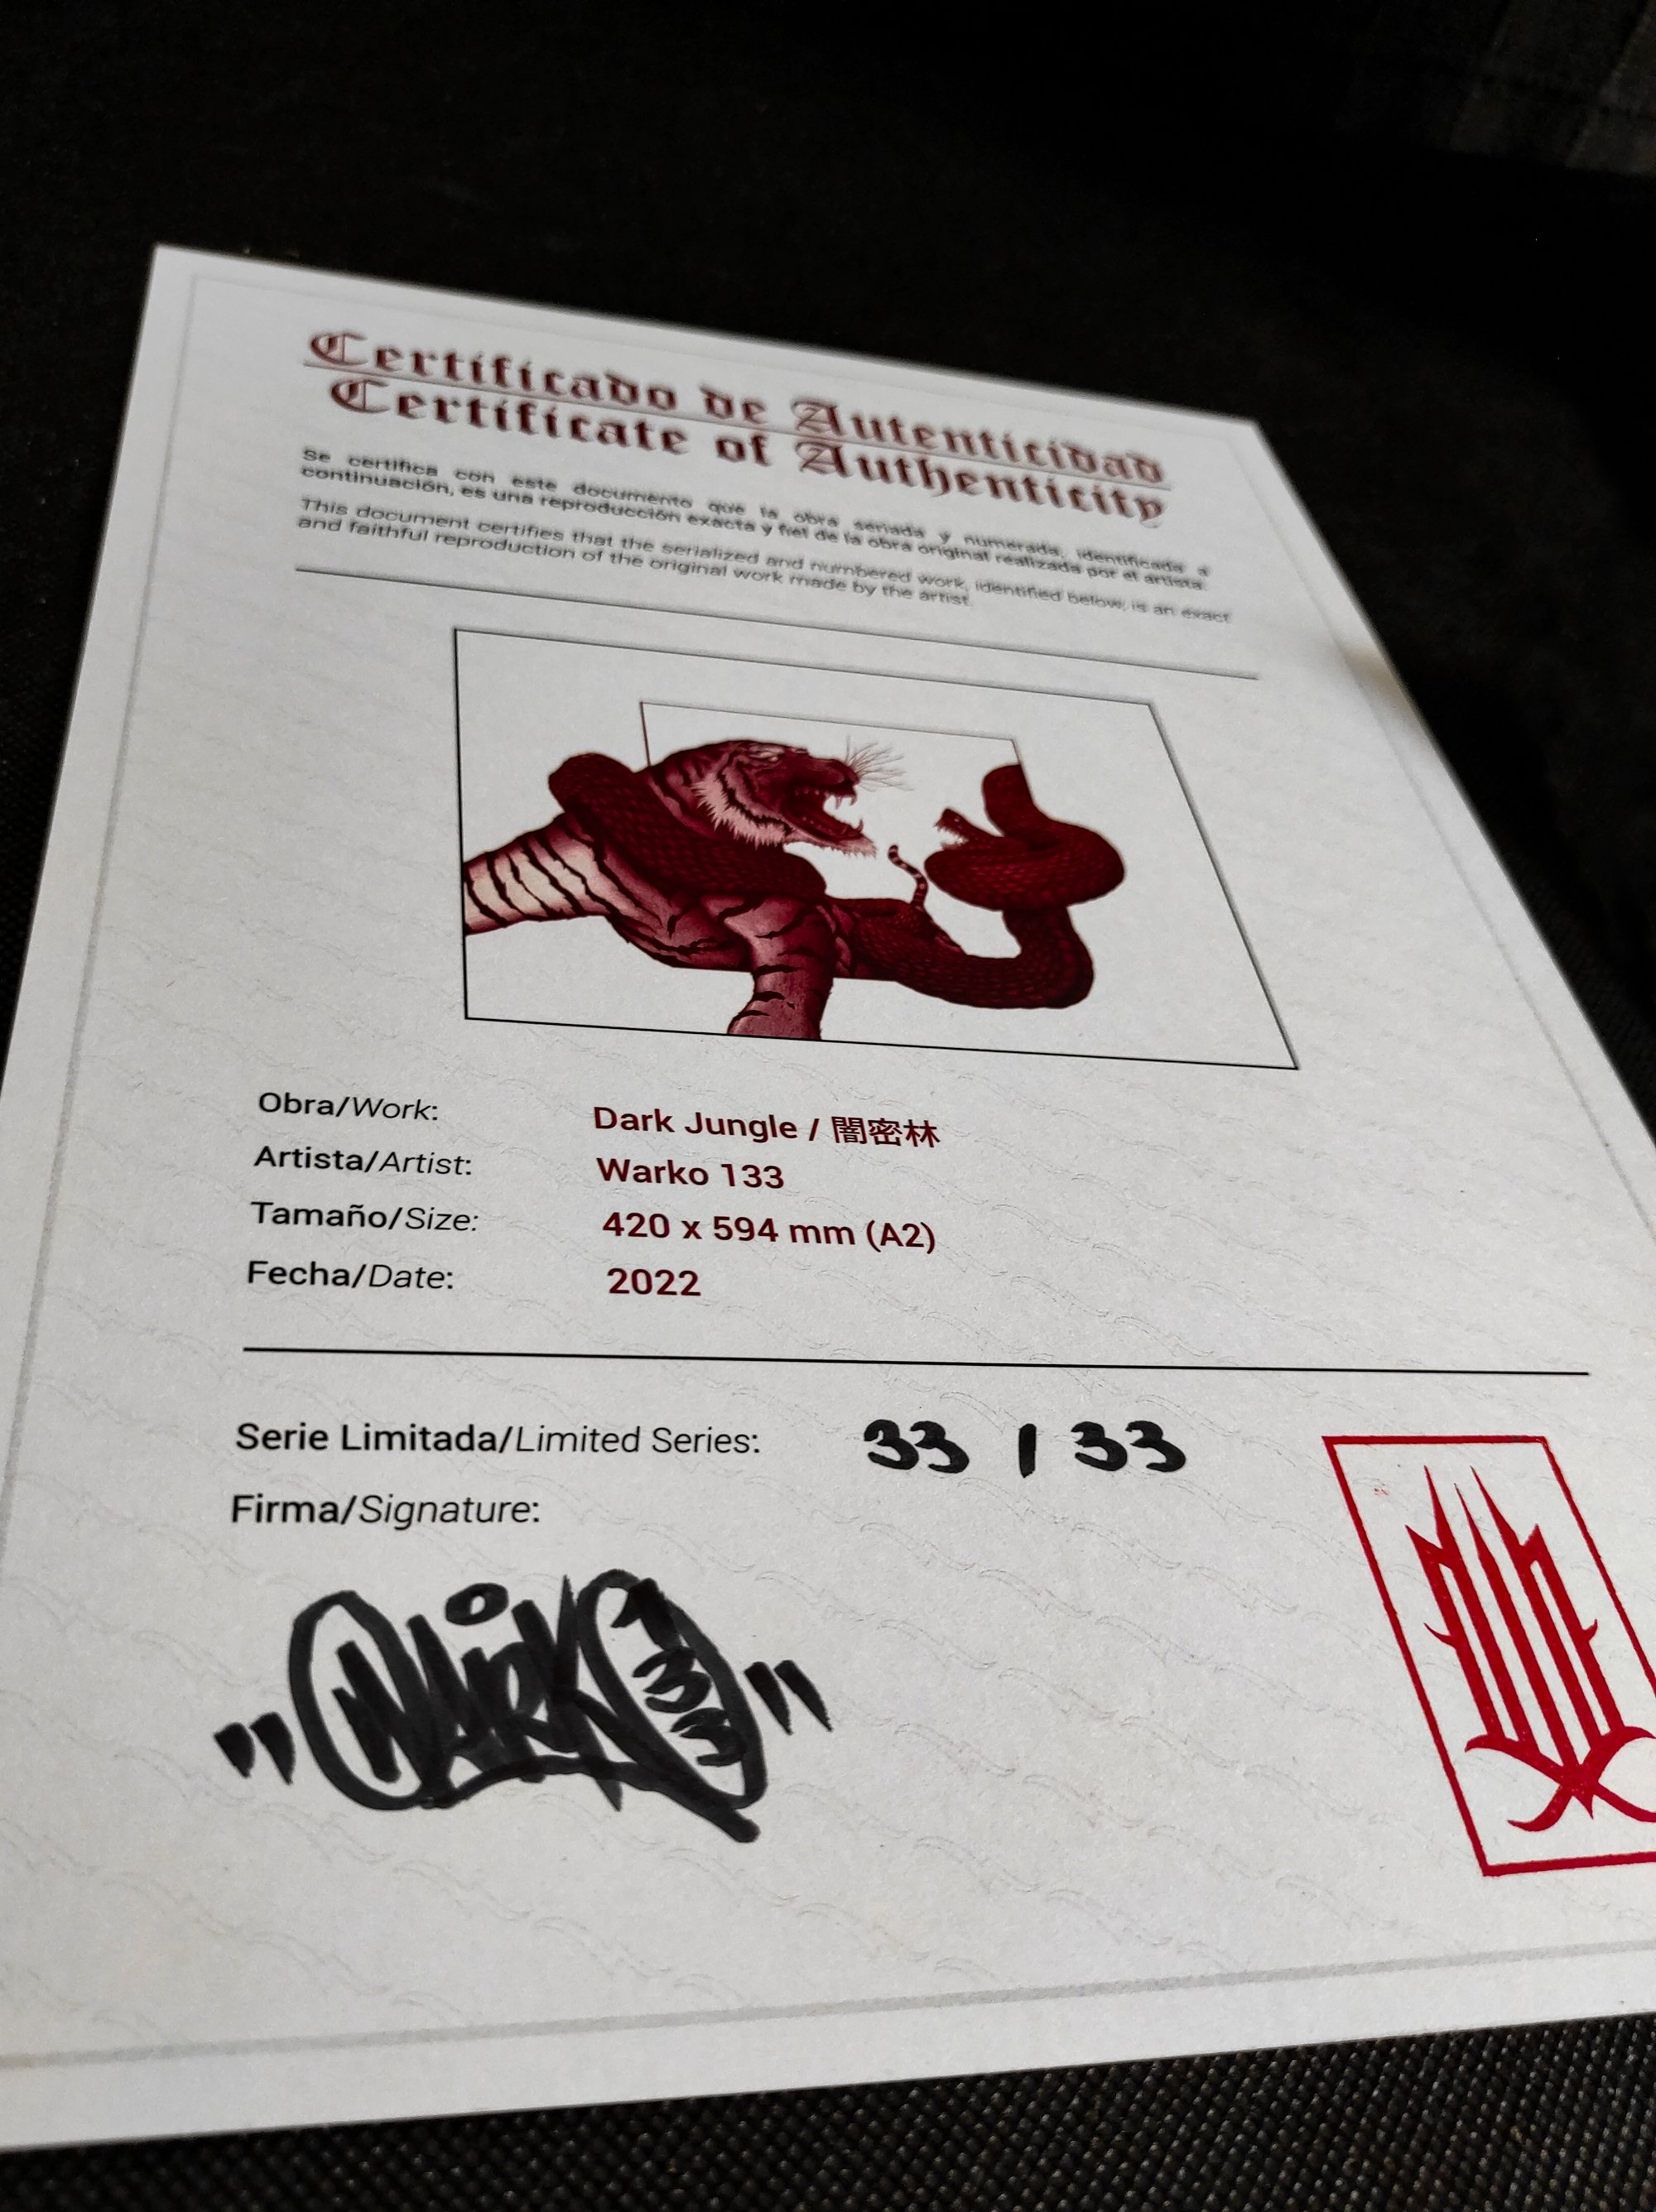 Certificado de Autenticidad
Certificate of Authenticity
Se certifica con este documento que la obra seriada y numerada, identificada a
continuación, es una reproducción exacta y fiel de la obra original realizada por el artista.
This document certifies that the serialized and numbered work, identified below, is an exact
and faithful reproduction of the original work made by the artist.
Obra/Work: Dark Jungle / 闇密林
Artista/Artist: Warko 133
Tamaño/Size: 420 x 594 mm (A2)
Fecha/Date: 2022
Serie Limitada/Limited Series: 33 / 33
Firma/Signature:
"WARKO 133"